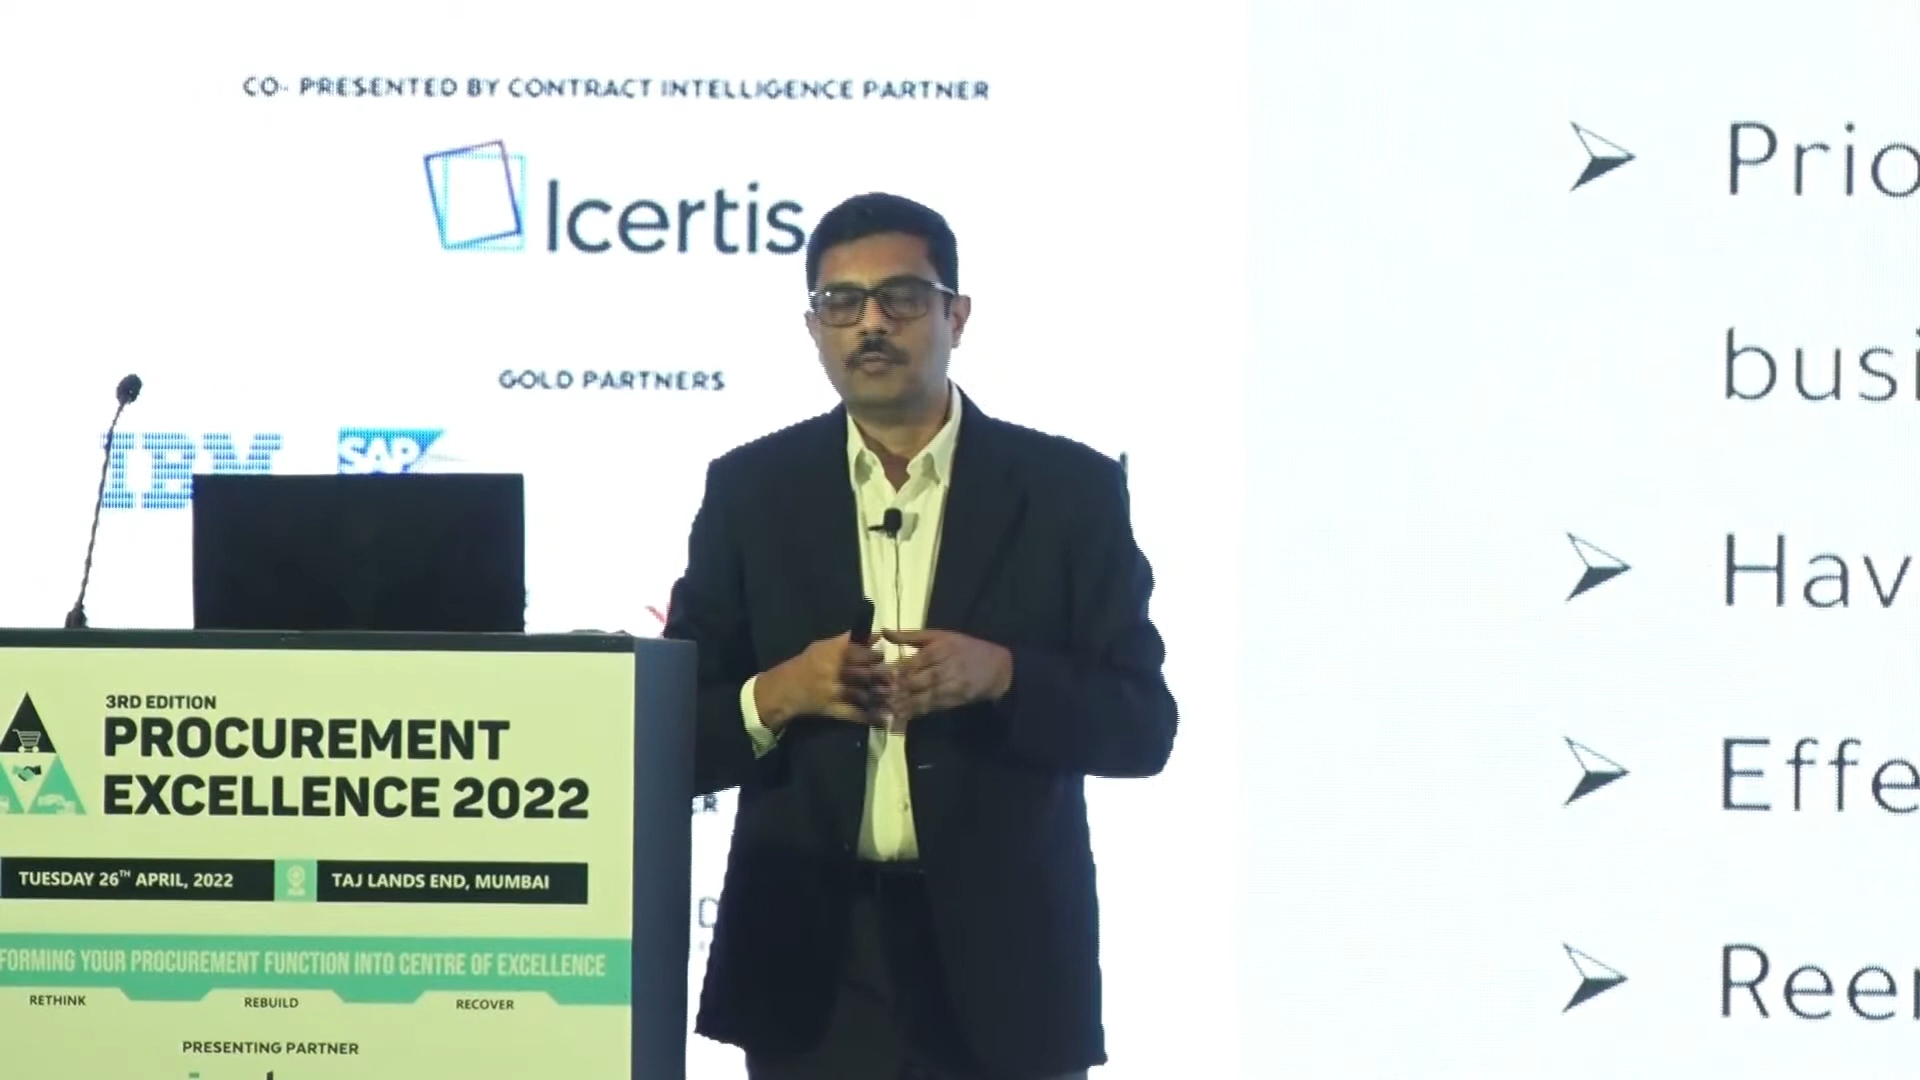 CO- PRESENTED BY CONTRACT INTELLIGENCE PARTNER
Icertis
GOLD PARTNERS
IBM
SAP
3RD EDITION
PROCUREMENT
EXCELLENCE 2022
TUESDAY 26TH APRIL, 2022
TAJ LANDS END, MUMBAI
FORMING YOUR PROCUREMENT FUNCTION INTO CENTRE OF EXCELLENCE
RETHINK
REBUILD
RECOVER
PRESENTING PARTNER
Prio
busi
Hav
Effe
Reen